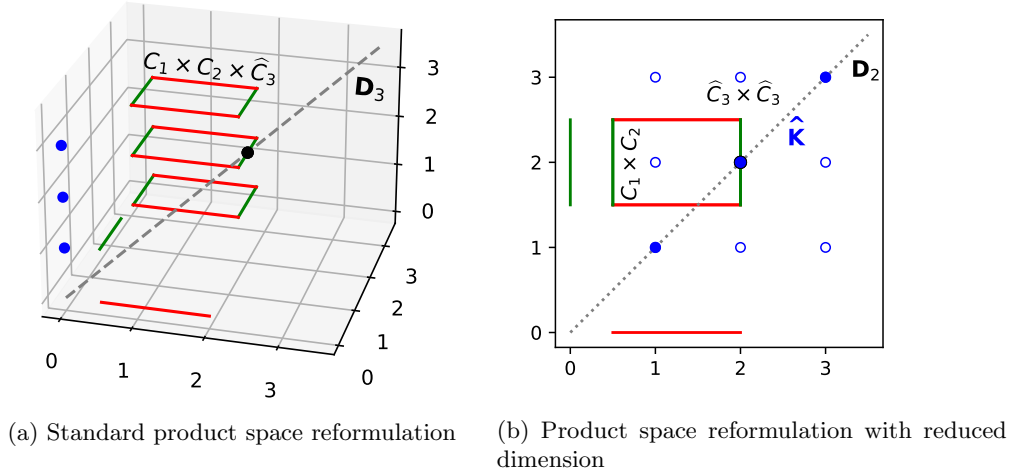 C₁ × C₂ × Ĉ₃
D₃
3
2
1
0
3
2
1
0
0
1
2
3
(a) Standard product space reformulation
3
2
1
0
0
1
2
3
D₂
Ĉ₃ × Ĉ₃
K̂
C₁ × C₂
(b) Product space reformulation with reduced
dimension